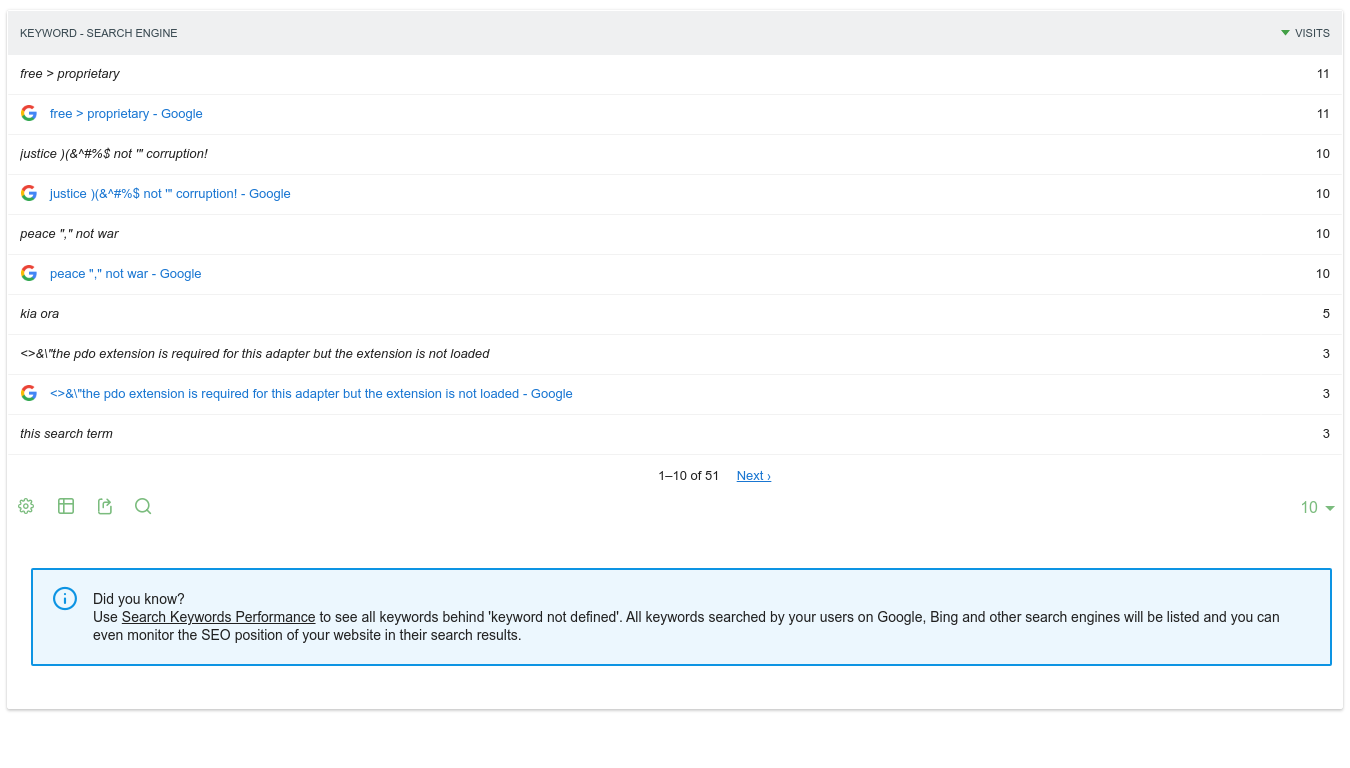 KEYWORD - SEARCH ENGINE VISITS
free > proprietary 11
free > proprietary - Google 11
justice )(&^#%$ not '" corruption! 10
justice )(&^#%$ not '" corruption! - Google 10
peace "," not war 10
peace "," not war - Google 10
kia ora 5
<>&\"the pdo extension is required for this adapter but the extension is not loaded 3
<>&\"the pdo extension is required for this adapter but the extension is not loaded - Google 3
this search term 3
1–10 of 51 Next ›
10
Did you know?
Use Search Keywords Performance to see all keywords behind 'keyword not defined'. All keywords searched by your users on Google, Bing and other search engines will be listed and you can
even monitor the SEO position of your website in their search results.